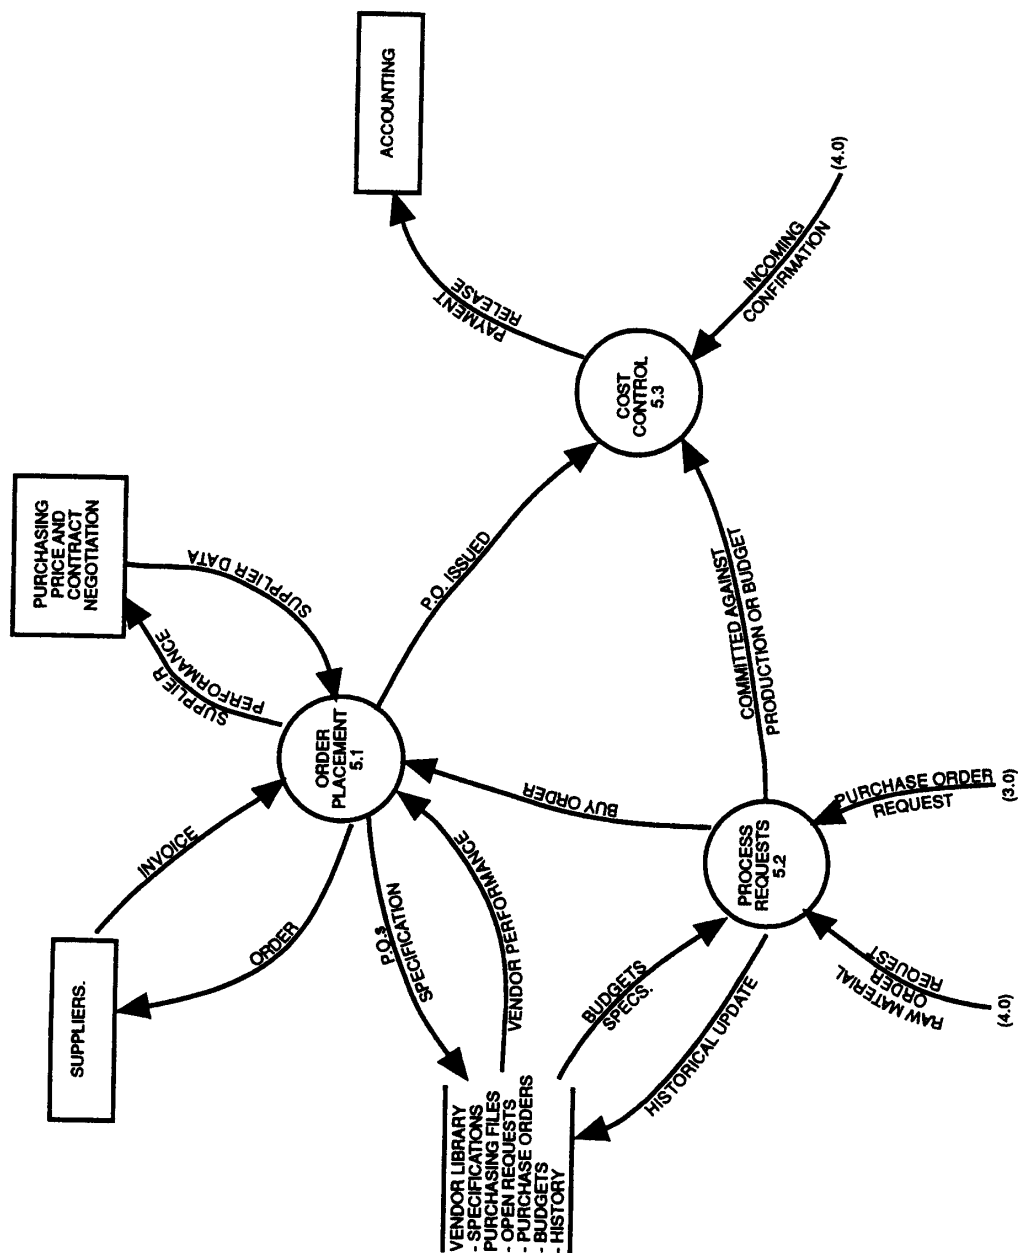 ACCOUNTING
PURCHASING
PRICE AND
CONTRACT
NEGOTIATION
SUPPLIERS.
PAYMENT
RELEASE
INCOMING
CONFIRMATION
(4.0)
COST
CONTROL
5.3
SUPPLIER DATA
SUPPLIER
PERFORMANCE
P.O. ISSUED
ORDER
PLACEMENT
5.1
INVOICE
ORDER
P.O.s
SPECIFICATION
VENDOR PERFORMANCE
BUY ORDER
COMMITTED AGAINST
PRODUCTION OR BUDGET
VENDOR LIBRARY
- SPECIFICATIONS
PURCHASING FILES
- OPEN REQUESTS
- PURCHASE ORDERS
- BUDGETS
- HISTORY
BUDGETS
SPECS.
HISTORICAL UPDATE
PROCESS
REQUESTS
5.2
PURCHASE ORDER
REQUEST
(3.0)
RAW MATERIAL
ORDER
REQUEST
(4.0)